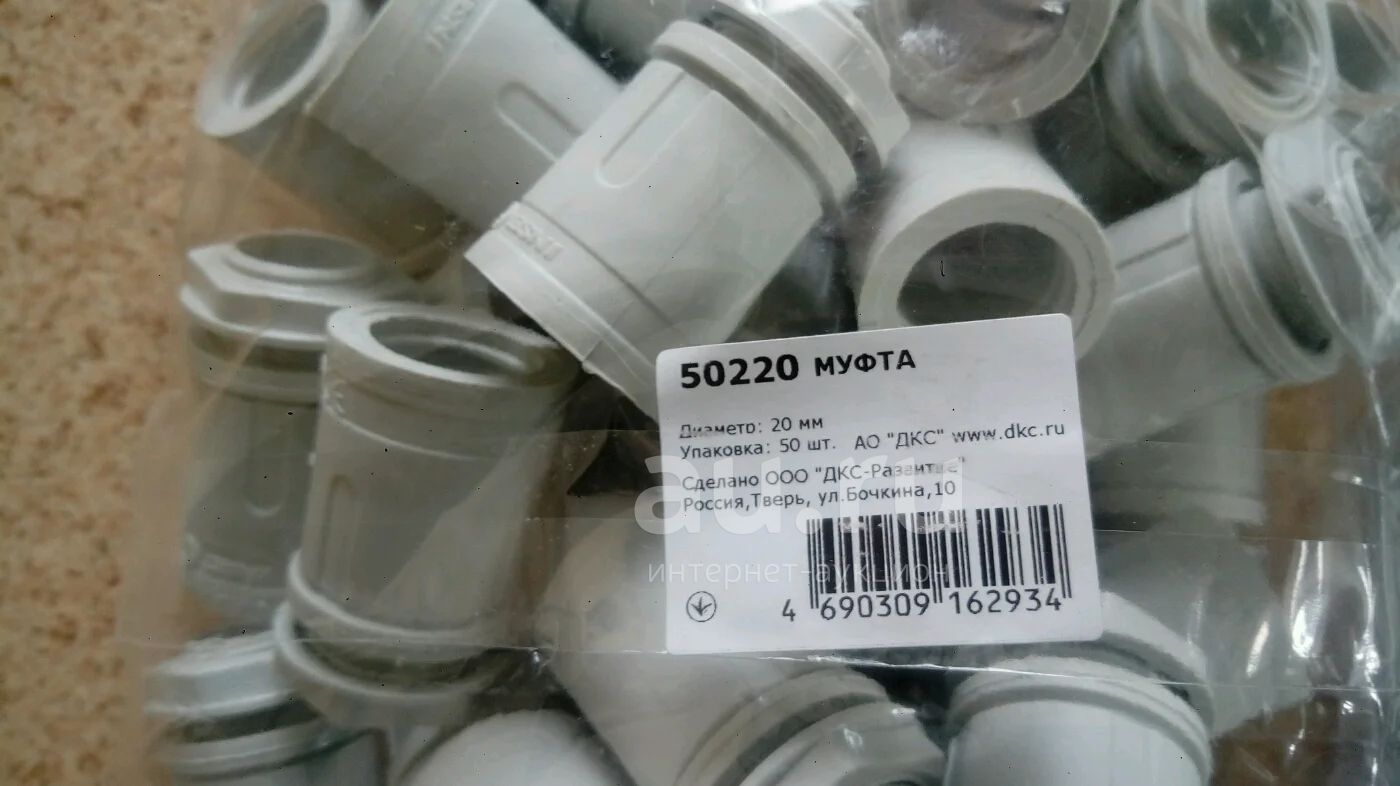 50220 МУФТА
Диаметр: 20 мм
Упаковка: 50 шт. АО "ДКС" www.dkc.ru
Сделано ООО "ДКС-Развитие"
Россия,Тверь, ул.Бочкина,10
au.ru
интернет-аукцион
4 690309 162934